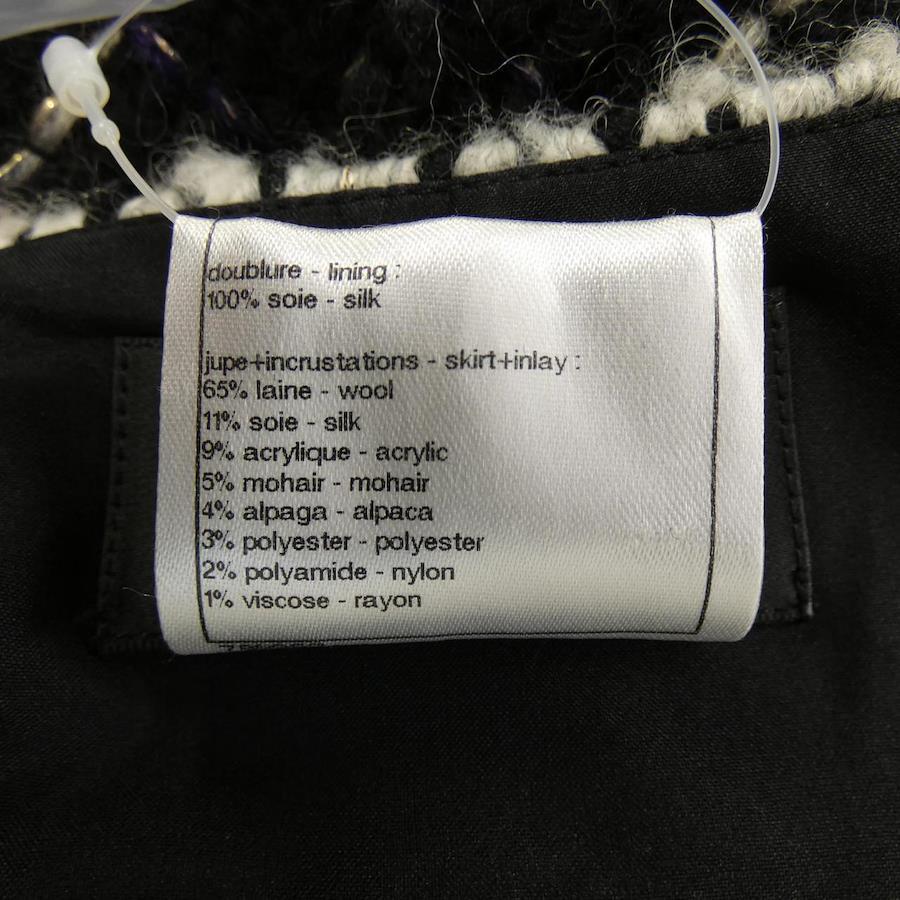 doublure - lining :
100% soie - silk
jupe+incrustations - skirt+inlay :
65% laine - wool
11% soie - silk
9% acrylique - acrylic
5% mohair - mohair
4% alpaga - alpaca
3% polyester - polyester
2% polyamide - nylon
1% viscose - rayon